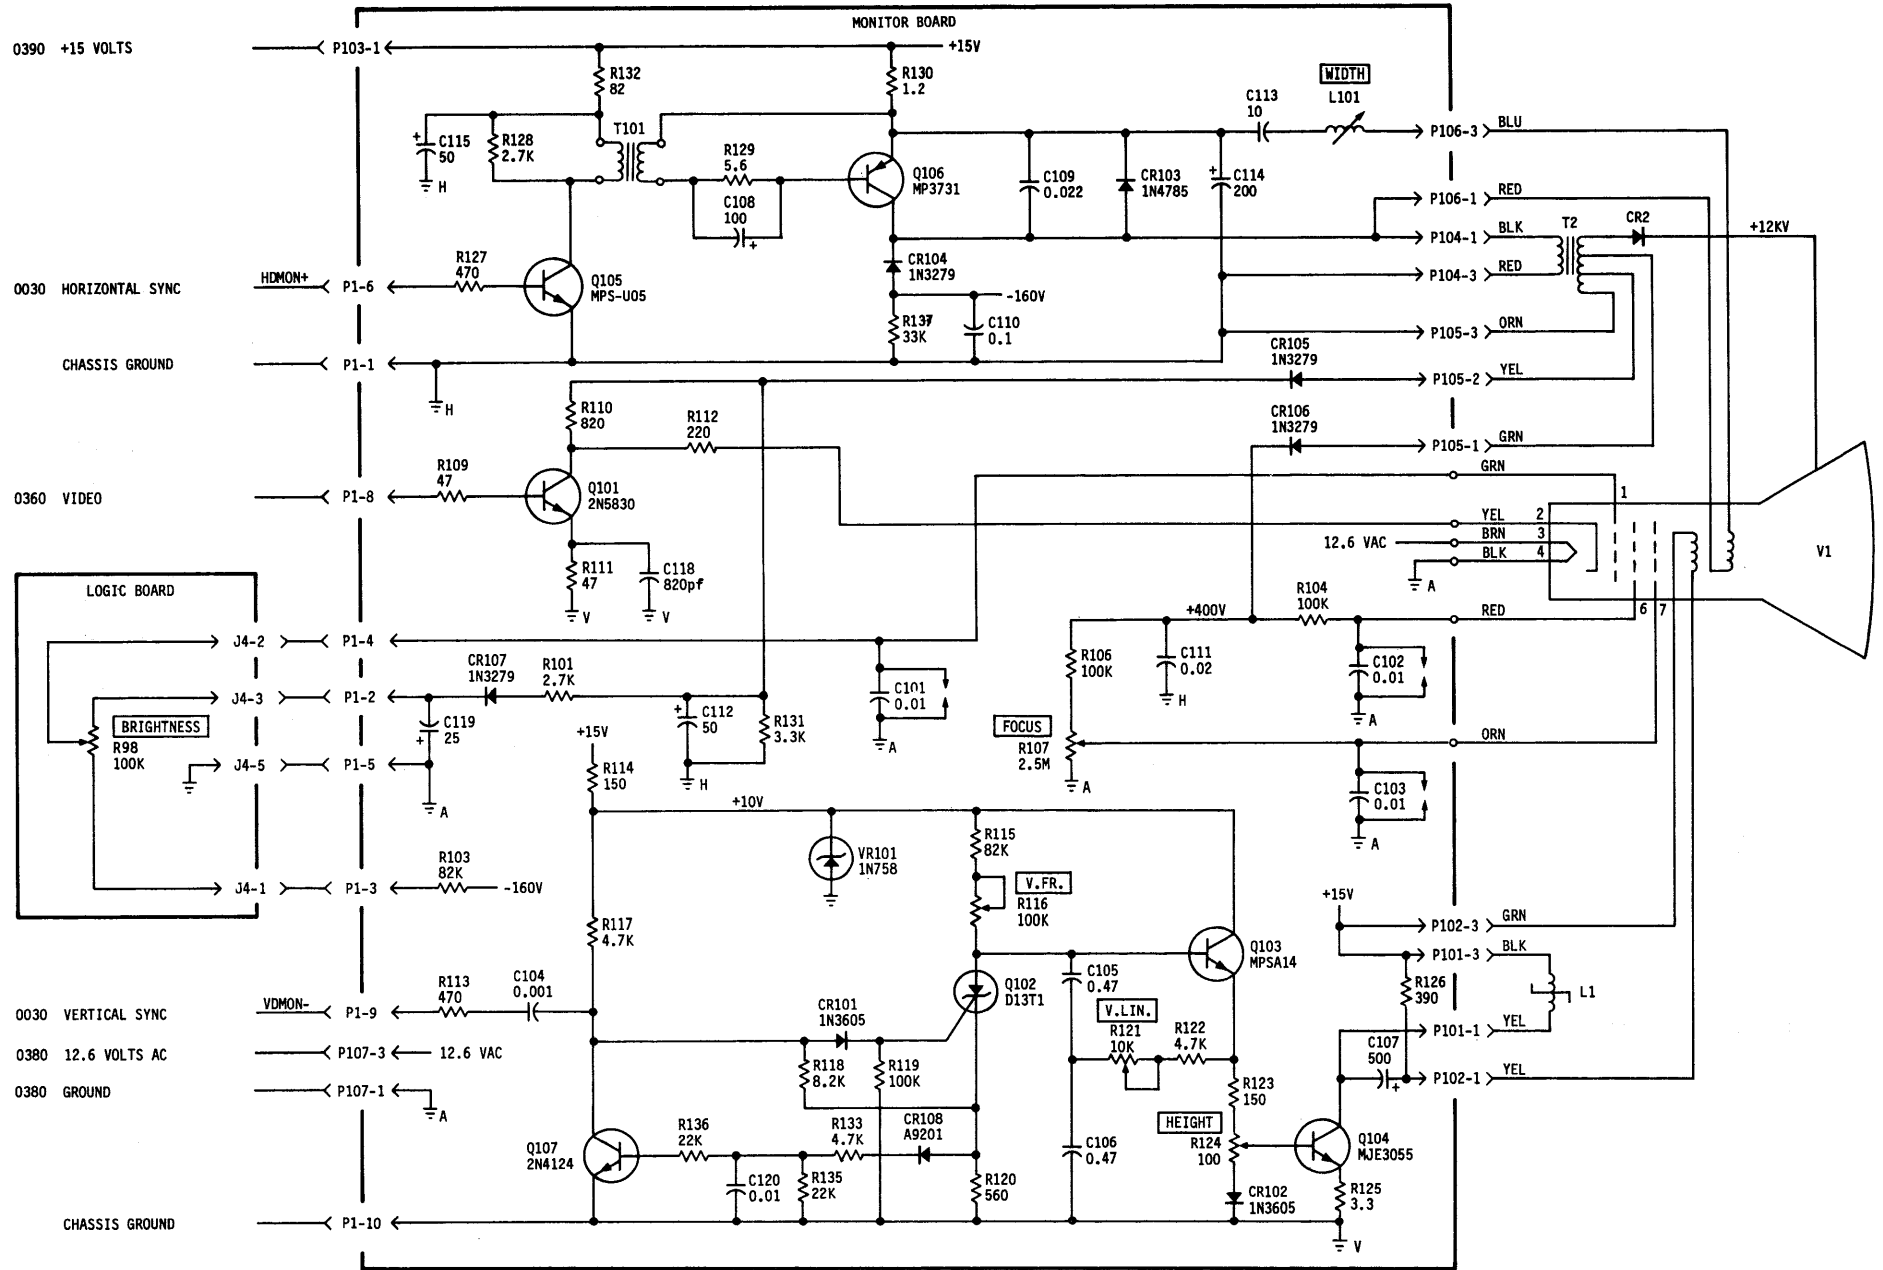 MONITOR BOARD
0390 +15 VOLTS
P103-1
+15V
R132
82
R130
1.2
WIDTH
L101
C113
10
P106-3
BLU
C115
50
+
H
R128
2.7K
T101
R129
5.6
C108
100
+
Q106
MP3731
C109
0.022
CR103
1N4785
+
C114
200
P106-1
RED
P104-1
BLK
T2
CR2
+12KV
P104-3
RED
CR104
1N3279
-160V
R137
33K
C110
0.1
P105-3
ORN
0030 HORIZONTAL SYNC
HDMON+
P1-6
R127
470
Q105
MPS-U05
CHASSIS GROUND
P1-1
H
CR105
1N3279
P105-2
YEL
R110
820
R112
220
CR106
1N3279
P105-1
GRN
GRN
1
0360 VIDEO
P1-8
R109
47
Q101
2N5830
YEL
2
12.6 VAC
BRN
3
BLK
4
A
V1
R111
47
V
C118
820pf
V
LOGIC BOARD
J4-2
P1-4
+400V
R104
100K
RED
6
7
R106
100K
C111
0.02
H
C102
0.01
A
J4-3
P1-2
CR107
1N3279
R101
2.7K
C101
0.01
A
BRIGHTNESS
R98
100K
C119
25
+
+
C112
50
H
R131
3.3K
FOCUS
R107
2.5M
A
ORN
C103
0.01
A
J4-5
P1-5
A
+15V
R114
150
+10V
J4-1
P1-3
R103
82K
-160V
VR101
1N758
R115
82K
V.FR.
R116
100K
R117
4.7K
+15V
P102-3
GRN
P101-3
BLK
Q103
MPSA14
R126
390
L1
0030 VERTICAL SYNC
VDMON-
P1-9
R113
470
C104
0.001
CR101
1N3605
Q102
D13T1
C105
0.47
V.LIN.
R121
10K
R122
4.7K
P101-1
YEL
0380 12.6 VOLTS AC
P107-3
12.6 VAC
R118
8.2K
R119
100K
C107
500
+
P102-1
YEL
0380 GROUND
P107-1
A
R123
150
Q107
2N4124
R136
22K
R133
4.7K
CR108
A9201
HEIGHT
R124
100
Q104
MJE3055
C106
0.47
C120
0.01
R135
22K
R120
560
CR102
1N3605
R125
3.3
CHASSIS GROUND
P1-10
V